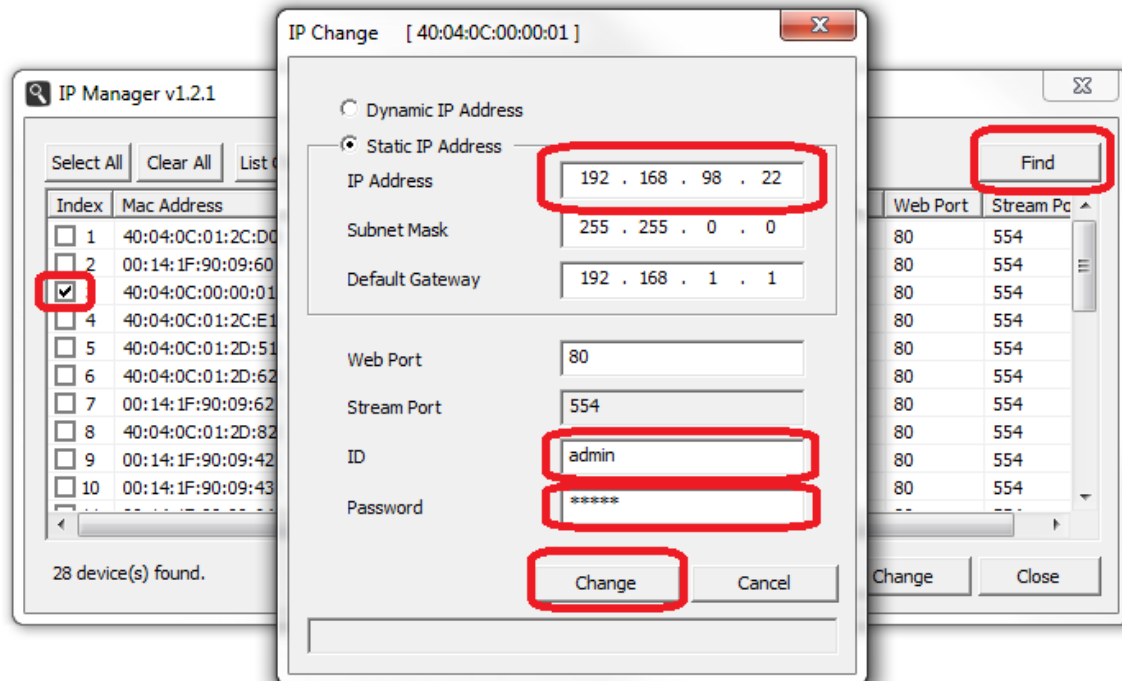 IP Change [ 40:04:0C:00:00:01 ]
IP Manager v1.2.1
Select All Clear All List
Find
Index Mac Address Web Port Stream
1 40:04:0C:01:2C:D0 80 554
2 00:14:1F:90:09:60 80 554
40:04:0C:00:00:01 80 554
4 40:04:0C:01:2C:E1 80 554
5 40:04:0C:01:2D:51 80 554
6 40:04:0C:01:2D:62 80 554
7 00:14:1F:90:09:62 80 554
8 40:04:0C:01:2D:82 80 554
9 00:14:1F:90:09:42 80 554
10 00:14:1F:90:09:43 80 554
28 device(s) found.
Change Close
Dynamic IP Address
Static IP Address
IP Address 192 . 168 . 98 . 22
Subnet Mask 255 . 255 . 0 . 0
Default Gateway 192 . 168 . 1 . 1
Web Port 80
Stream Port 554
ID admin
Password *****
Change Cancel